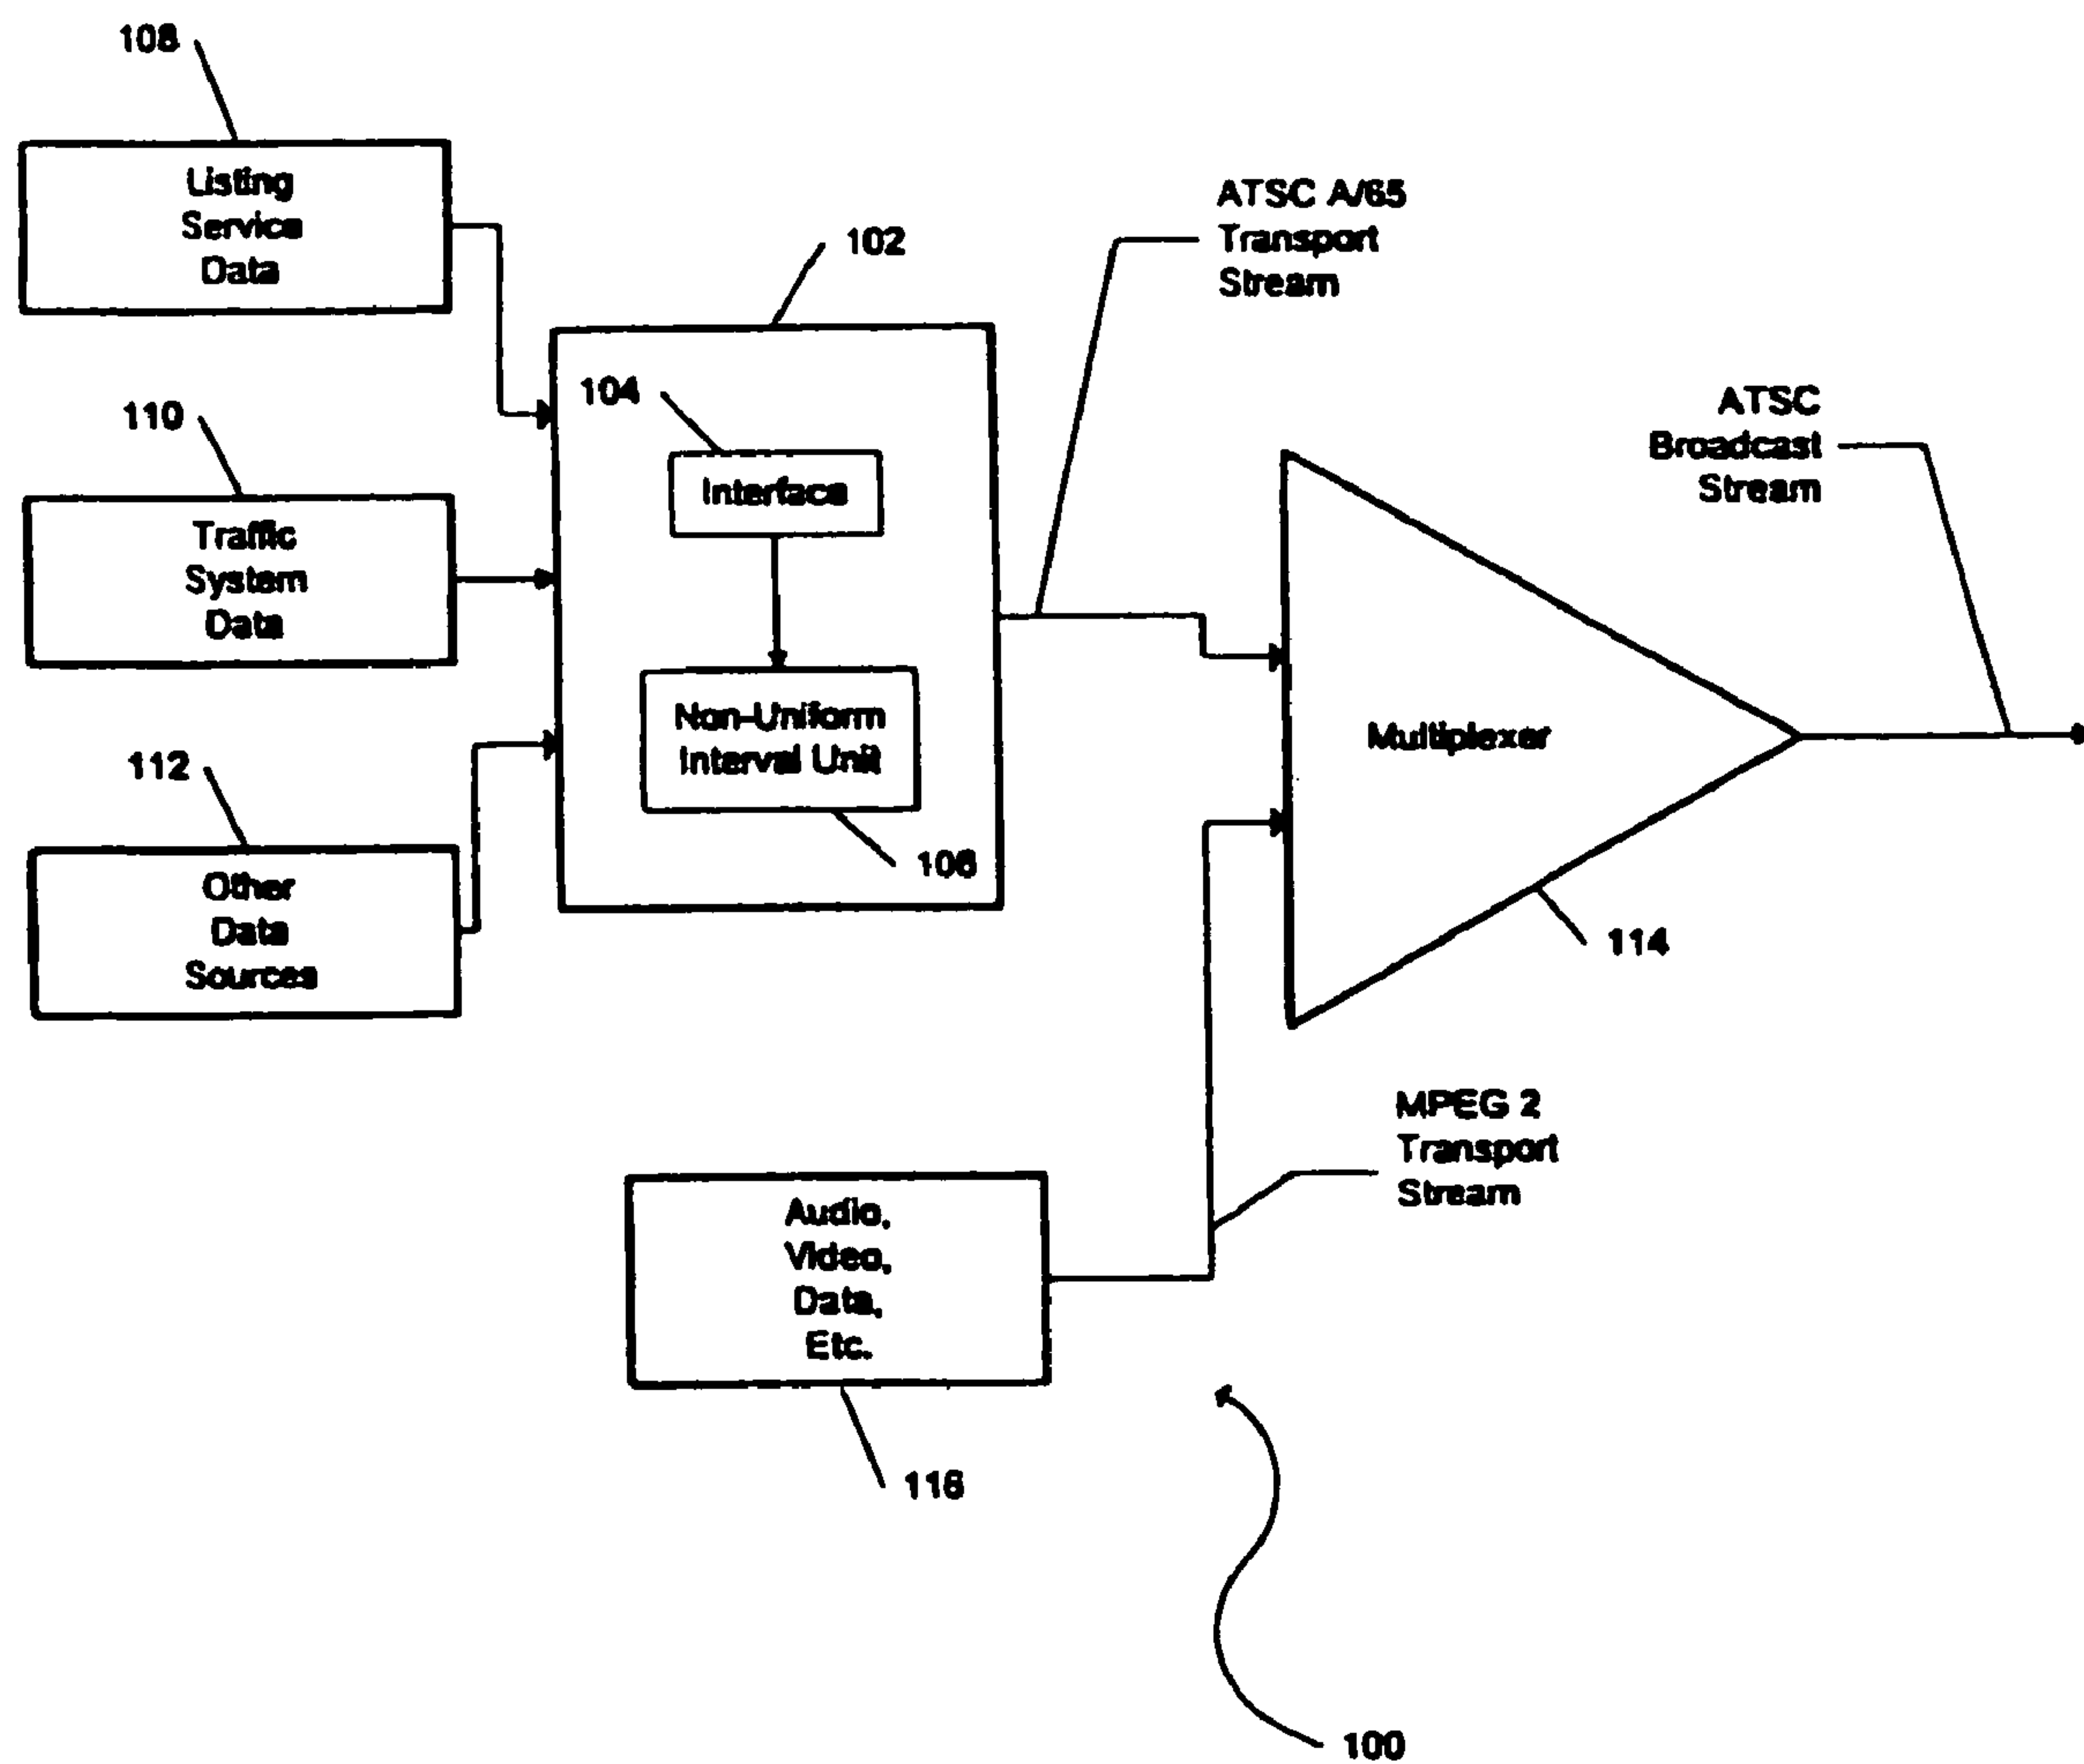 108
Listing
Service
Data
102
ATSC A/65
Transport
Stream
104
Interface
110
Traffic
System
Data
ATSC
Broadcast
Stream
Non-Uniform
Interval Unit
Multiplexer
112
106
Other
Data
Sources
114
MPEG 2
Transport
Stream
Audio,
Video,
Data,
Etc.
116
100